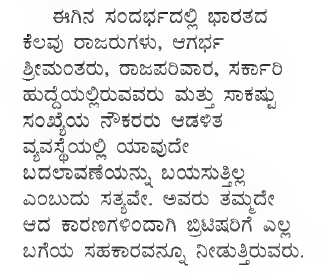 ಈಗಿನ ಸಂದರ್ಭದಲ್ಲಿ ಭಾರತದ
ಕೆಲವು ರಾಜರುಗಳು, ಆಗರ್ಭ
ಶ್ರೀಮಂತರು, ರಾಜಪರಿವಾರ, ಸರ್ಕಾರಿ
ಹುದ್ದೆಯಲ್ಲಿರುವವರು ಮತ್ತು ಸಾಕಷ್ಟು
ಸಂಖ್ಯೆಯ ನೌಕರರು ಆಡಳಿತ
ವ್ಯವಸ್ಥೆಯಲ್ಲಿ ಯಾವುದೇ
ಬದಲಾವಣೆಯನ್ನು ಬಯಸುತ್ತಿಲ್ಲ
ಎಂಬುದು ಸತ್ಯವೇ. ಅವರು ತಮ್ಮದೇ
ಆದ ಕಾರಣಗಳಿಂದಾಗಿ ಬ್ರಿಟಿಷರಿಗೆ ಎಲ್ಲ
ಬಗೆಯ ಸಹಕಾರವನ್ನೂ ನೀಡುತ್ತಿರುವರು.